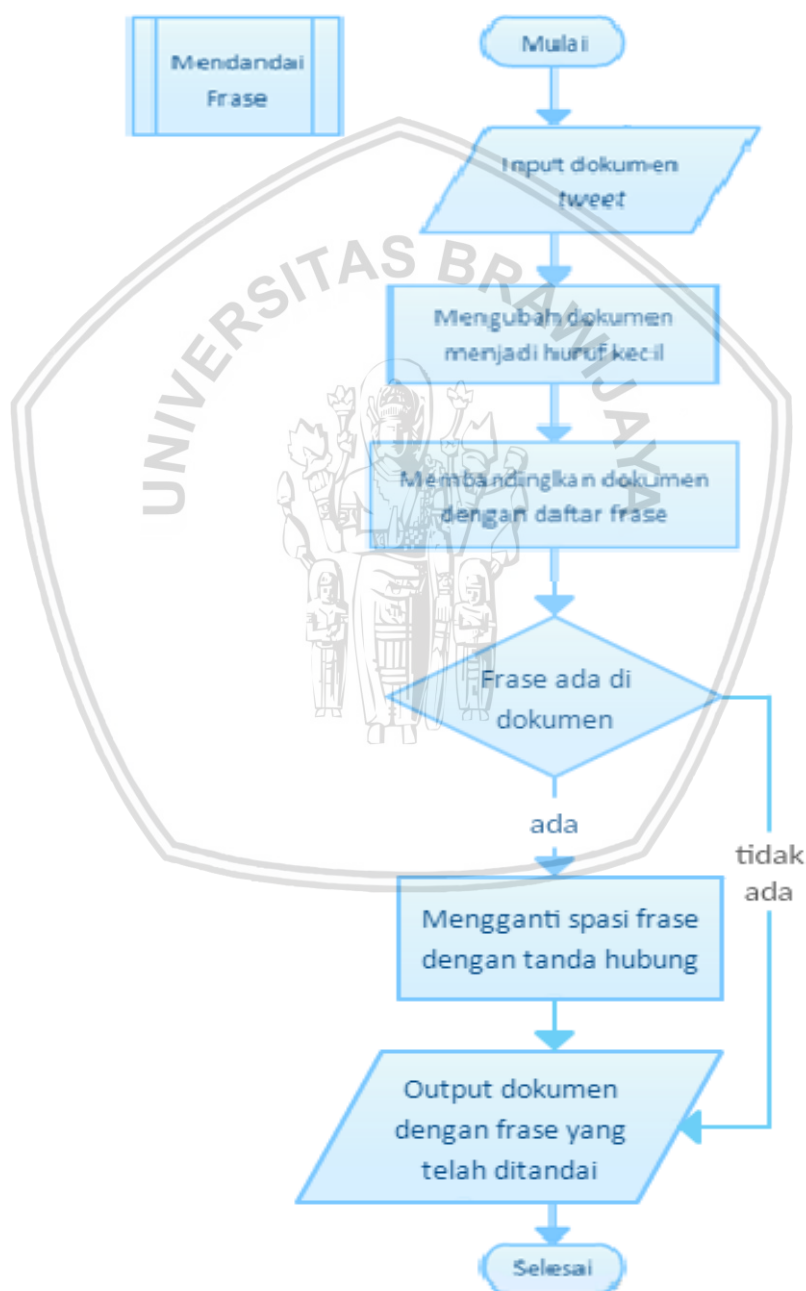 Mendandai
Frase
Mulai
Input dokumen
tweet
UNIVERSITAS BRAWIJAYA
Mengubah dokumen
menjadi huruf kecil
Membandingkan dokumen
dengan daftar frase
Frase ada di
dokumen
ada
tidak
ada
Mengganti spasi frase
dengan tanda hubung
Output dokumen
dengan frase yang
telah ditandai
Selesai